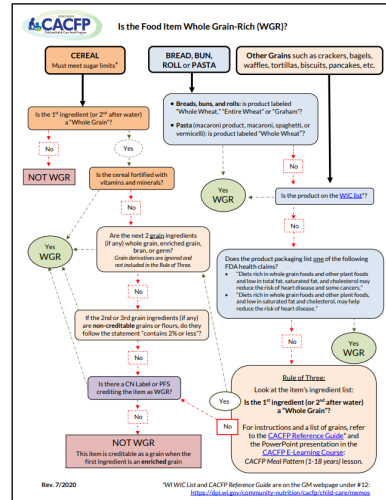 CACFP
Child and Adult Care Food Program
Is the Food Item Whole Grain-Rich (WGR)?
CEREAL
Must meet sugar limits*
BREAD, BUN,
ROLL or PASTA
Other Grains such as crackers, bagels,
waffles, tortillas, biscuits, pancakes, etc.
Is the 1st ingredient (or 2nd after water)
a "Whole Grain"?
No
Yes
NOT WGR
Is the cereal fortified with
vitamins and minerals?
No
Yes
• Breads, buns, and rolls: is product labeled
"Whole Wheat," "Entire Wheat" or "Graham"?
• Pasta (macaroni product, macaroni, spaghetti, or
vermicelli): is product labeled "Whole Wheat"?
Yes
WGR
No
Is the product on the WIC list*?
No
Yes
WGR
Are the next 2 grain ingredients
(if any) whole grain, enriched grain,
bran, or germ?
Grain derivatives are ignored and
not included in the Rule of Three.
No
Does the product packaging list one of the following
FDA health claims?
• "Diets rich in whole grain foods and other plant foods
and low in total fat, saturated fat, and cholesterol may
reduce the risk of heart disease and some cancers."
• "Diets rich in whole grain foods and other plant foods,
and low in saturated fat and cholesterol, may help
reduce the risk of heart disease."
If the 2nd or 3rd grain ingredients (if any)
are non-creditable grains or flours, do they
follow the statement "contains 2% or less"?
No
No
Yes
WGR
Is there a CN Label or PFS
crediting the item as WGR?
No
Yes
No
Rule of Three:
Look at the item's ingredient list:
Is the 1st ingredient (or 2nd after water)
a "Whole Grain?
For instructions and a list of grains, refer
to the CACFP Reference Guide* and
the PowerPoint presentation in the
CACFP E-Learning Course:
CACFP Meal Pattern (1-18 years) lesson.
NOT WGR
This item is creditable as a grain when the
first ingredient is an enriched grain
Rev. 7/2020
*WI WIC List and CACFP Reference Guide are on the GM webpage under #12:
https://dpi.wi.gov/community-nutrition/cacfp/child-care/memos